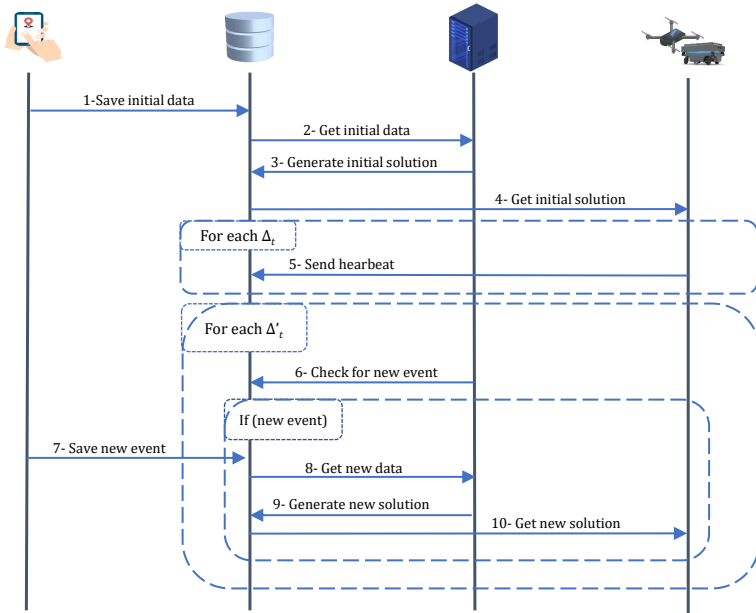 1-Save initial data
2- Get initial data
3- Generate initial solution
4- Get initial solution
For each Δt
5- Send hearbeat
For each Δ't
6- Check for new event
If (new event)
7- Save new event
8- Get new data
9- Generate new solution
10- Get new solution